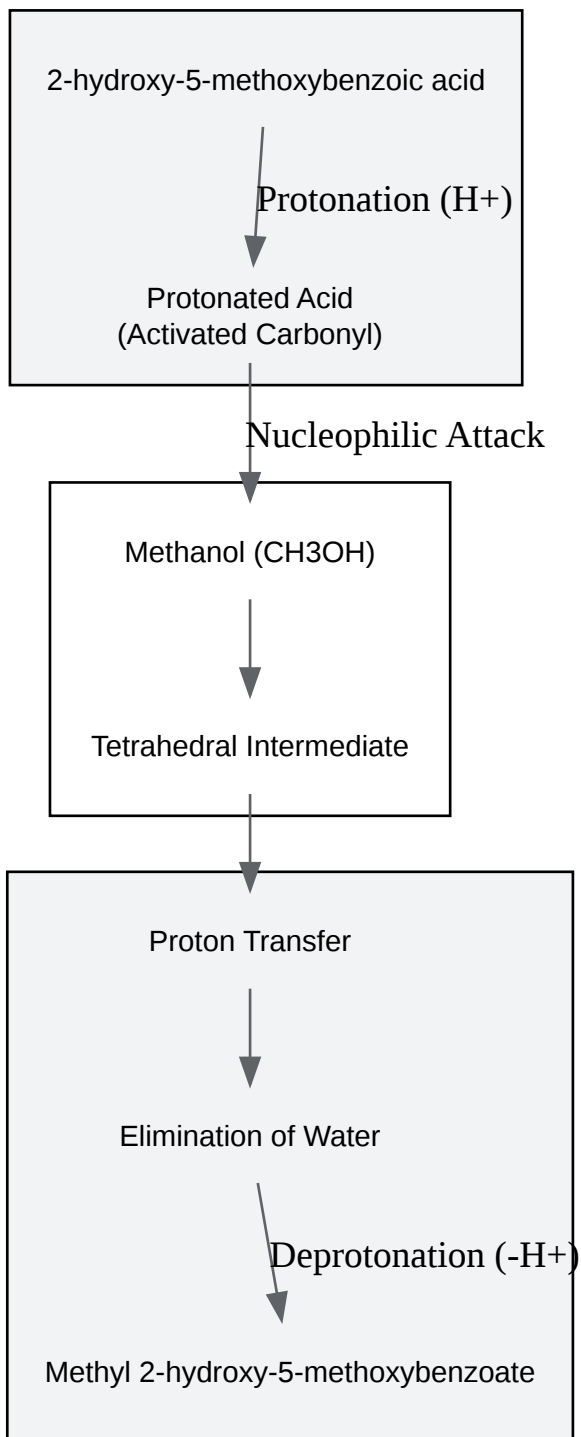 2-hydroxy-5-methoxybenzoic acid
Protonation (H+)
Protonated Acid
(Activated Carbonyl)
Nucleophilic Attack
Methanol (CH3OH)
Tetrahedral Intermediate
Proton Transfer
Elimination of Water
Deprotonation (-H+)
Methyl 2-hydroxy-5-methoxybenzoate